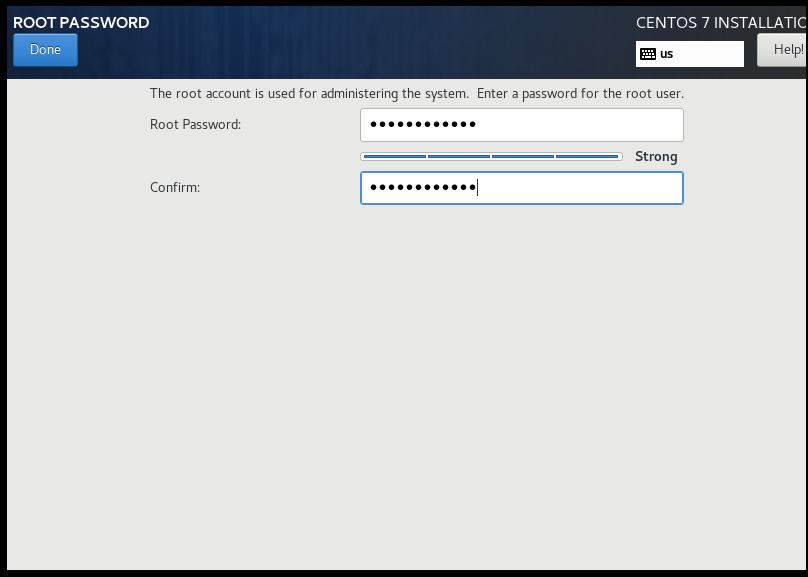 ROOT PASSWORD
CENTOS 7 INSTALLATIO
Done
us
Help!
The root account is used for administering the system.  Enter a password for the root user.
Root Password:
●●●●●●●●●●●●
Strong
Confirm:
●●●●●●●●●●●●